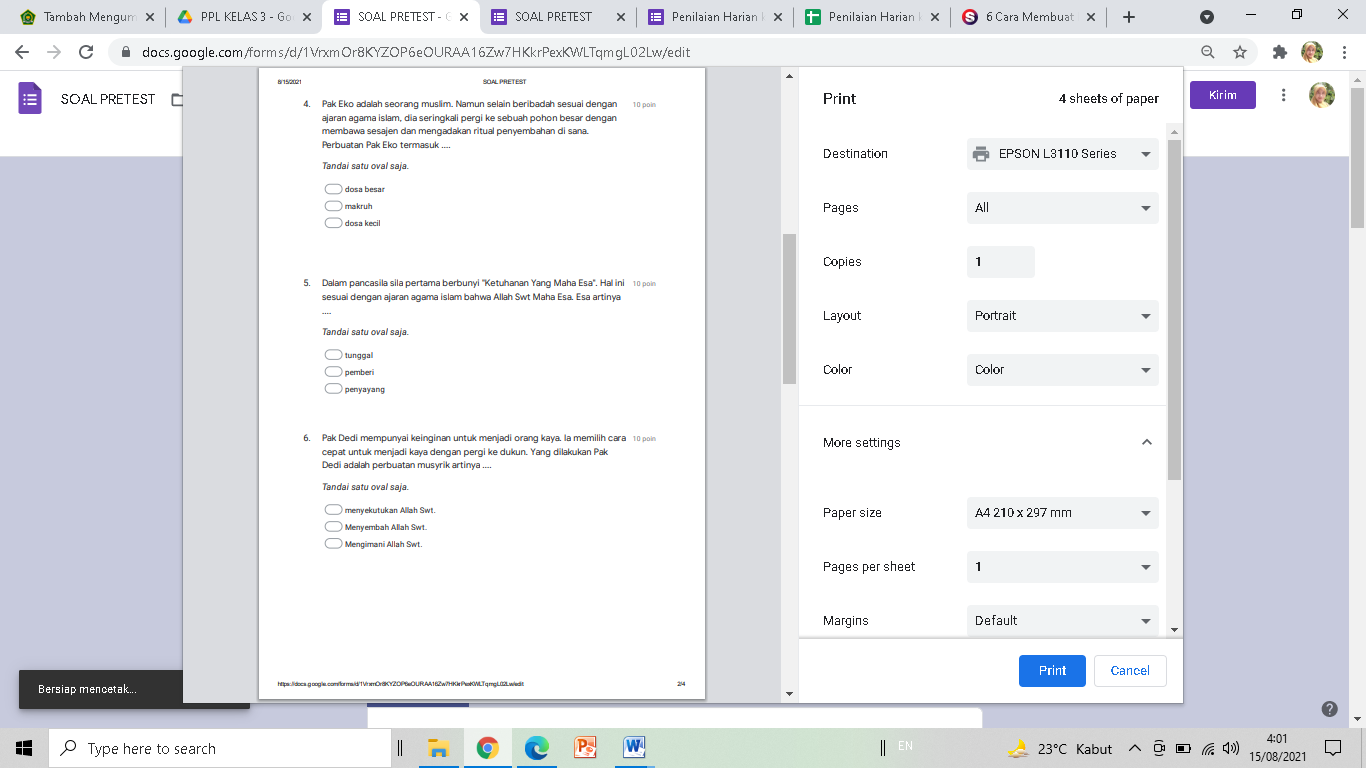 Tambah Mengum
PPL KELAS 3 - Go
SOAL PRETEST - G
SOAL PRETEST
Penilaian Harian k
Penilaian Harian k
6 Cara Membuat
docs.google.com/forms/d/1VrxmOr8KYZOP6eOURAA16Zw7HKkrPexKWLTqmgL02Lw/edit
SOAL PRETEST
Kirim
8/15/2021
SOAL PRETEST
4. Pak Eko adalah seorang muslim. Namun selain beribadah sesuai dengan 10 poin
ajaran agama islam, dia seringkali pergi ke sebuah pohon besar dengan
membawa sesajen dan mengadakan ritual penyembahan di sana.
Perbuatan Pak Eko termasuk ....
Tandai satu oval saja.
dosa besar
makruh
dosa kecil
5. Dalam pancasila sila pertama berbunyi "Ketuhanan Yang Maha Esa". Hal ini 10 poin
sesuai dengan ajaran agama islam bahwa Allah Swt Maha Esa. Esa artinya
....
Tandai satu oval saja.
tunggal
pemberi
penyayang
6. Pak Dedi mempunyai keinginan untuk menjadi orang kaya. Ia memilih cara 10 poin
cepat untuk menjadi kaya dengan pergi ke dukun. Yang dilakukan Pak
Dedi adalah perbuatan musyrik artinya ....
Tandai satu oval saja.
menyekutukan Allah Swt.
Menyembah Allah Swt.
Mengimani Allah Swt.
https://docs.google.com/forms/d/1VrxmOr8KYZOP6eOURAA16Zw7HKkrPexKWLTqmgL02Lw/edit
2/4
Print
4 sheets of paper
Destination
EPSON L3110 Series
Pages
All
Copies
1
Layout
Portrait
Color
Color
More settings
Paper size
A4 210 x 297 mm
Pages per sheet
1
Margins
Default
Print
Cancel
Bersiap mencetak...
Type here to search
EN
23°C Kabut
4:01
15/08/2021